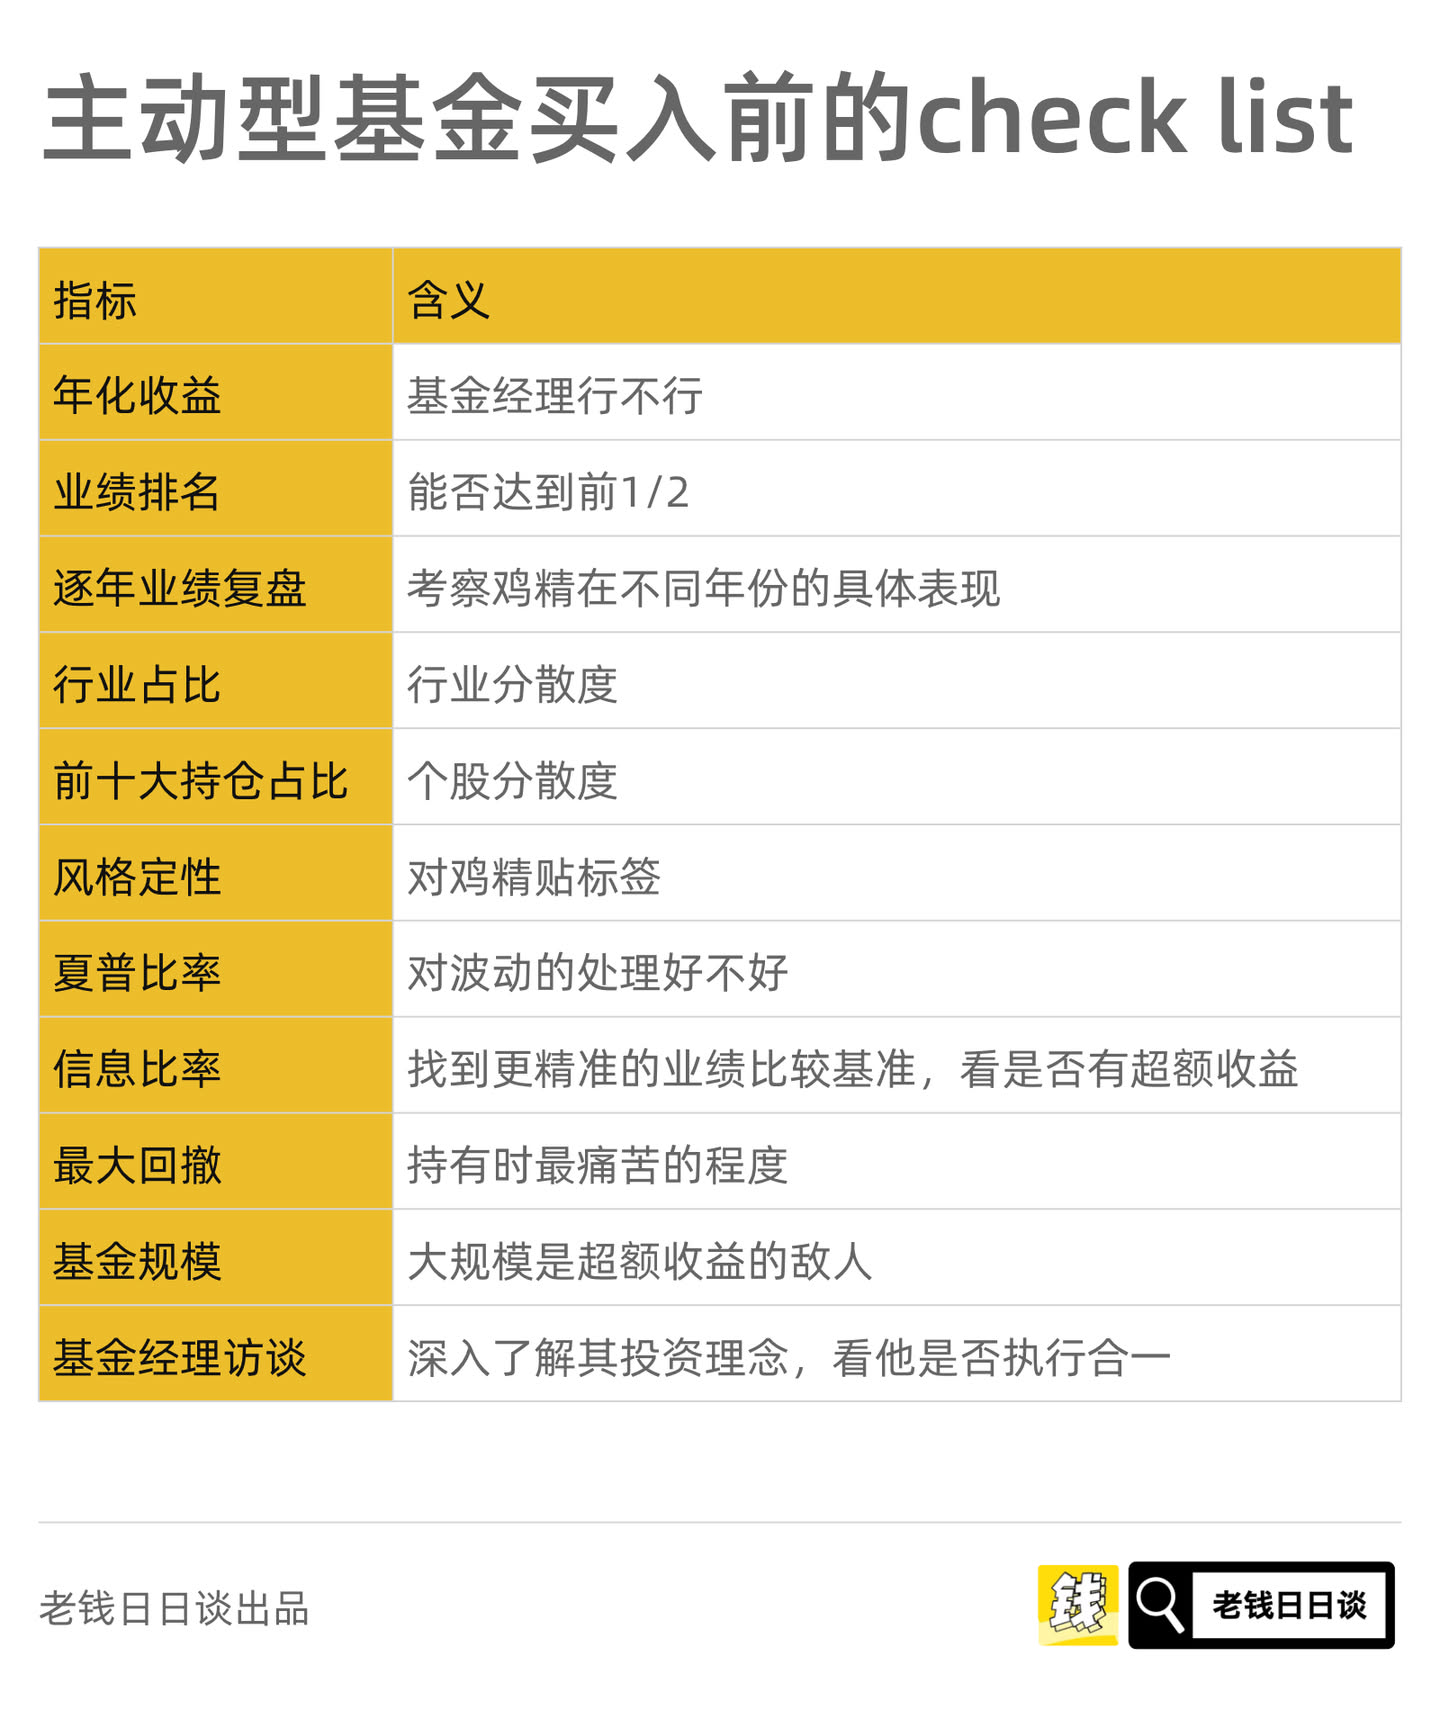 主动型基金买入前的check list
指标 含义
年化收益 基金经理行不行
业绩排名 能否达到前1/2
逐年业绩复盘 考察鸡精在不同年份的具体表现
行业占比 行业分散度
前十大持仓占比 个股分散度
风格定性 对鸡精贴标签
夏普比率 对波动的处理好不好
信息比率 找到更精准的业绩比较基准，看是否有超额收益
最大回撤 持有时最痛苦的程度
基金规模 大规模是超额收益的敌人
基金经理访谈 深入了解其投资理念，看他是否执行合一
老钱日日谈出品
钱
老钱日日谈